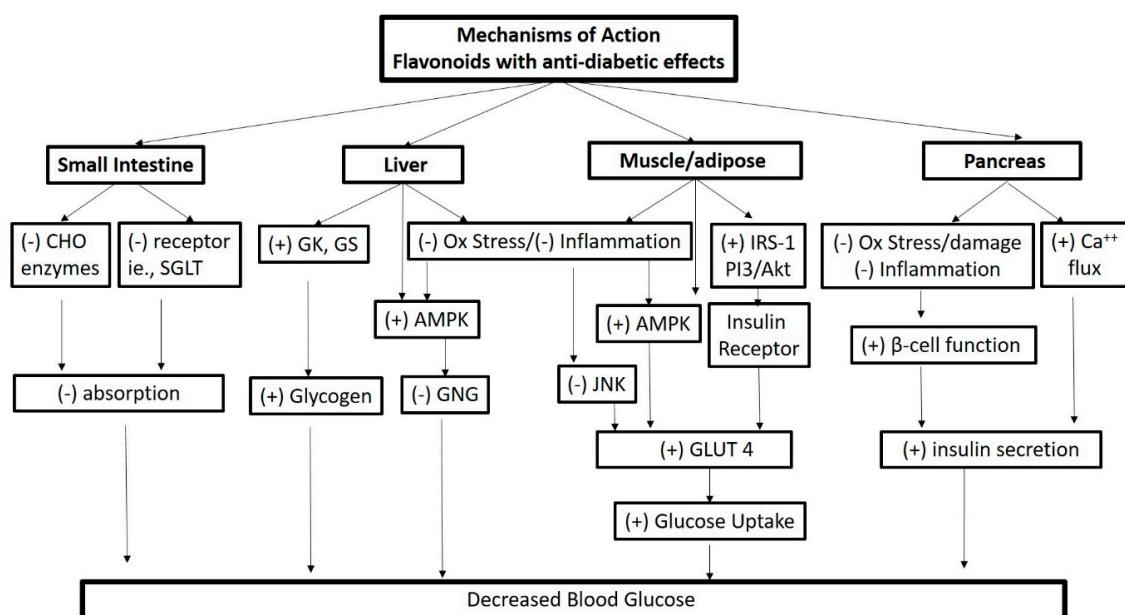 Mechanisms of Action
Flavonoids with anti-diabetic effects
Small Intestine
Liver
Muscle/adipose
Pancreas
(-) CHO
enzymes
(-) receptor
ie., SGLT
(+) GK, GS
(-) Ox Stress/(-) Inflammation
(+) IRS-1
PI3/Akt
(-) Ox Stress/damage
(-) Inflammation
(+) Ca⁺⁺
flux
(+) AMPK
(+) AMPK
Insulin
Receptor
(+) β-cell function
(-) absorption
(+) Glycogen
(-) GNG
(-) JNK
(+) GLUT 4
(+) insulin secretion
(+) Glucose Uptake
Decreased Blood Glucose